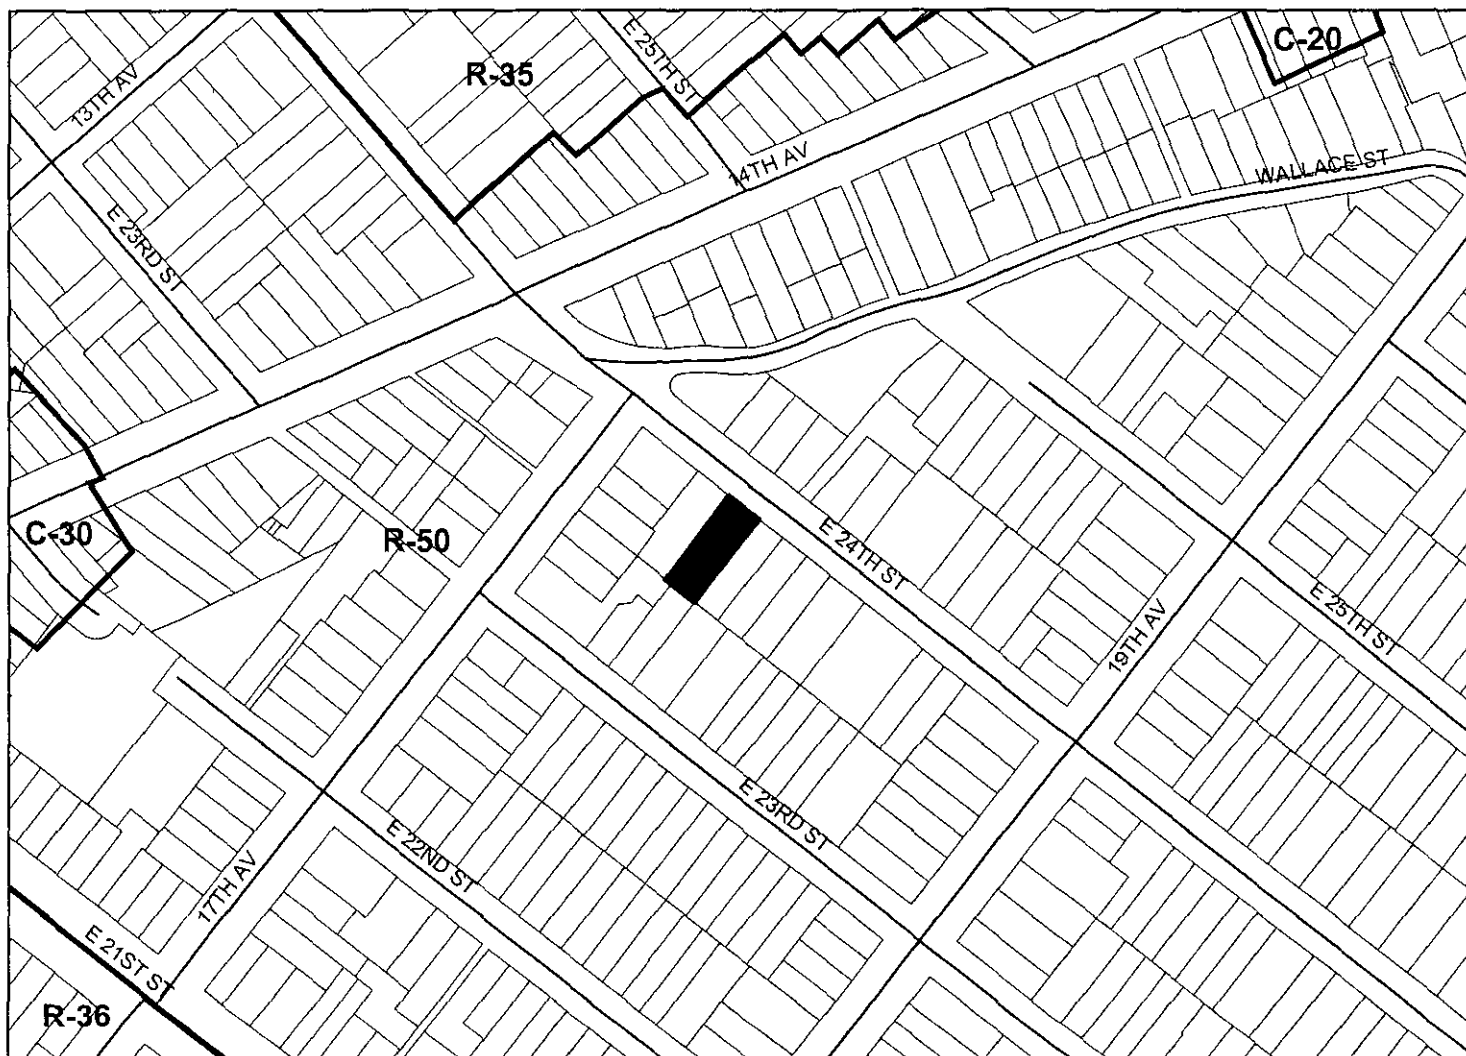 C-20
R-35
E 25TH ST
13TH AV
14TH AV
WALLACE ST
E 23RD ST
C-30
R-50
E 24TH ST
E 25TH ST
19TH AV
E 23RD ST
E 22ND ST
17TH AV
E 21ST ST
R-36